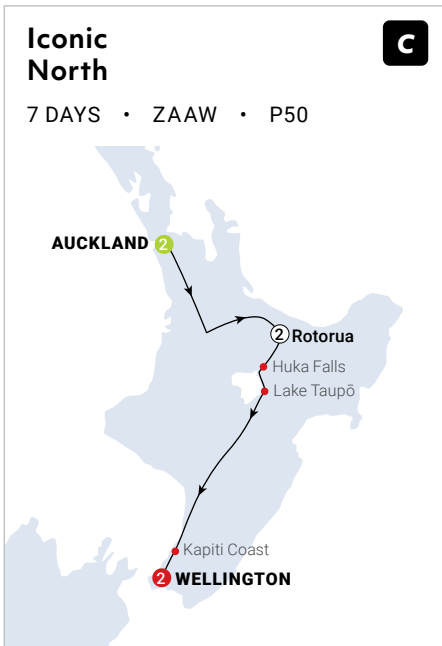 Iconic
North
C
7 DAYS • ZAAW • P50
AUCKLAND 2
2 Rotorua
Huka Falls
Lake Taupō
Kapiti Coast
2 WELLINGTON